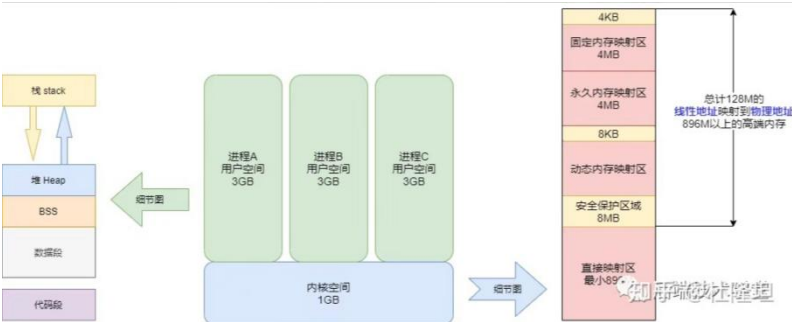 栈 stack
堆 Heap
BSS
数据段
代码段
细节图
进程A
用户空间
3GB
进程B
用户空间
3GB
进程C
用户空间
3GB
内核空间
1GB
细节图
4KB
固定内存映射区
4MB
永久内存映射区
4MB
8KB
动态内存映射区
安全保护区域
8MB
直接映射区
最小89
总计128M的
线性地址映射到物理地址
896M以上的高端内存